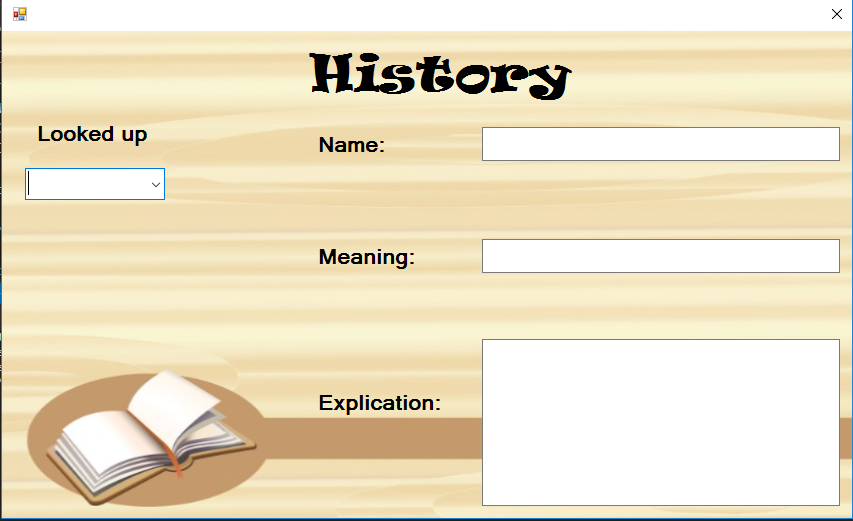 History
Looked up
Name:
Meaning:
Explication: